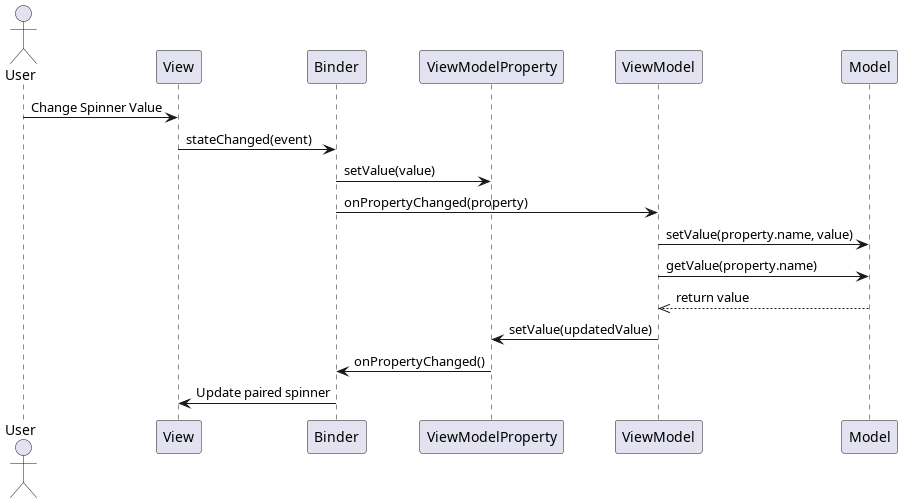 User
View
Binder
ViewModelProperty
ViewModel
Model
Change Spinner Value
stateChanged(event)
setValue(value)
onPropertyChanged(property)
setValue(property.name, value)
getValue(property.name)
return value
setValue(updatedValue)
onPropertyChanged()
Update paired spinner
User
View
Binder
ViewModelProperty
ViewModel
Model